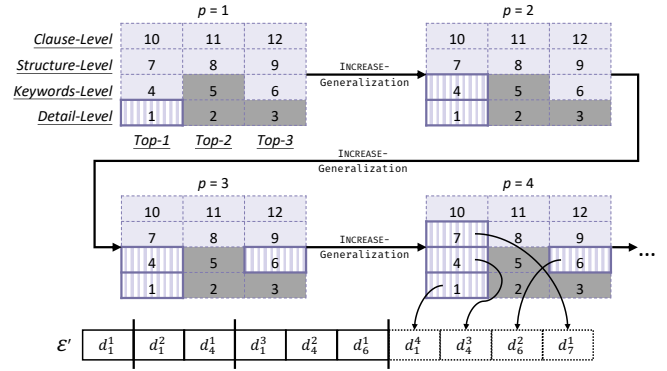 p = 1 p = 2
Clause-Level 10 11 12 10 11 12
Structure-Level 7 8 9 INCREASE- 7 8 9
Keywords-Level 4 5 6 GENERALIZATION 4 5 6
Detail-Level 1 2 3 1 2 3
Top-1 Top-2 Top-3
INCREASE-
GENERALIZATION
p = 3 p = 4
10 11 12 10 11 12
7 8 9 INCREASE- 7 8 9
4 5 6 GENERALIZATION 4 5 6 ...
1 2 3 1 2 3
ℰ′ d₁¹ d₁² d₄¹ d₁³ d₄² d₆¹ d₁⁴ d₄³ d₆² d₇¹